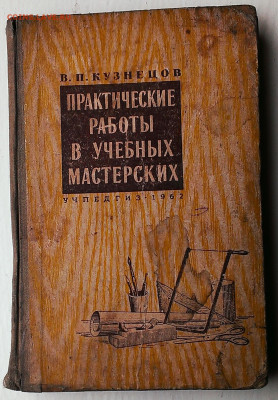 В. П. КУЗНЕЦОВ
ПРАКТИЧЕСКИЕ
РАБОТЫ
В УЧЕБНЫХ
МАСТЕРСКИХ
УЧПЕДГИЗ·1962